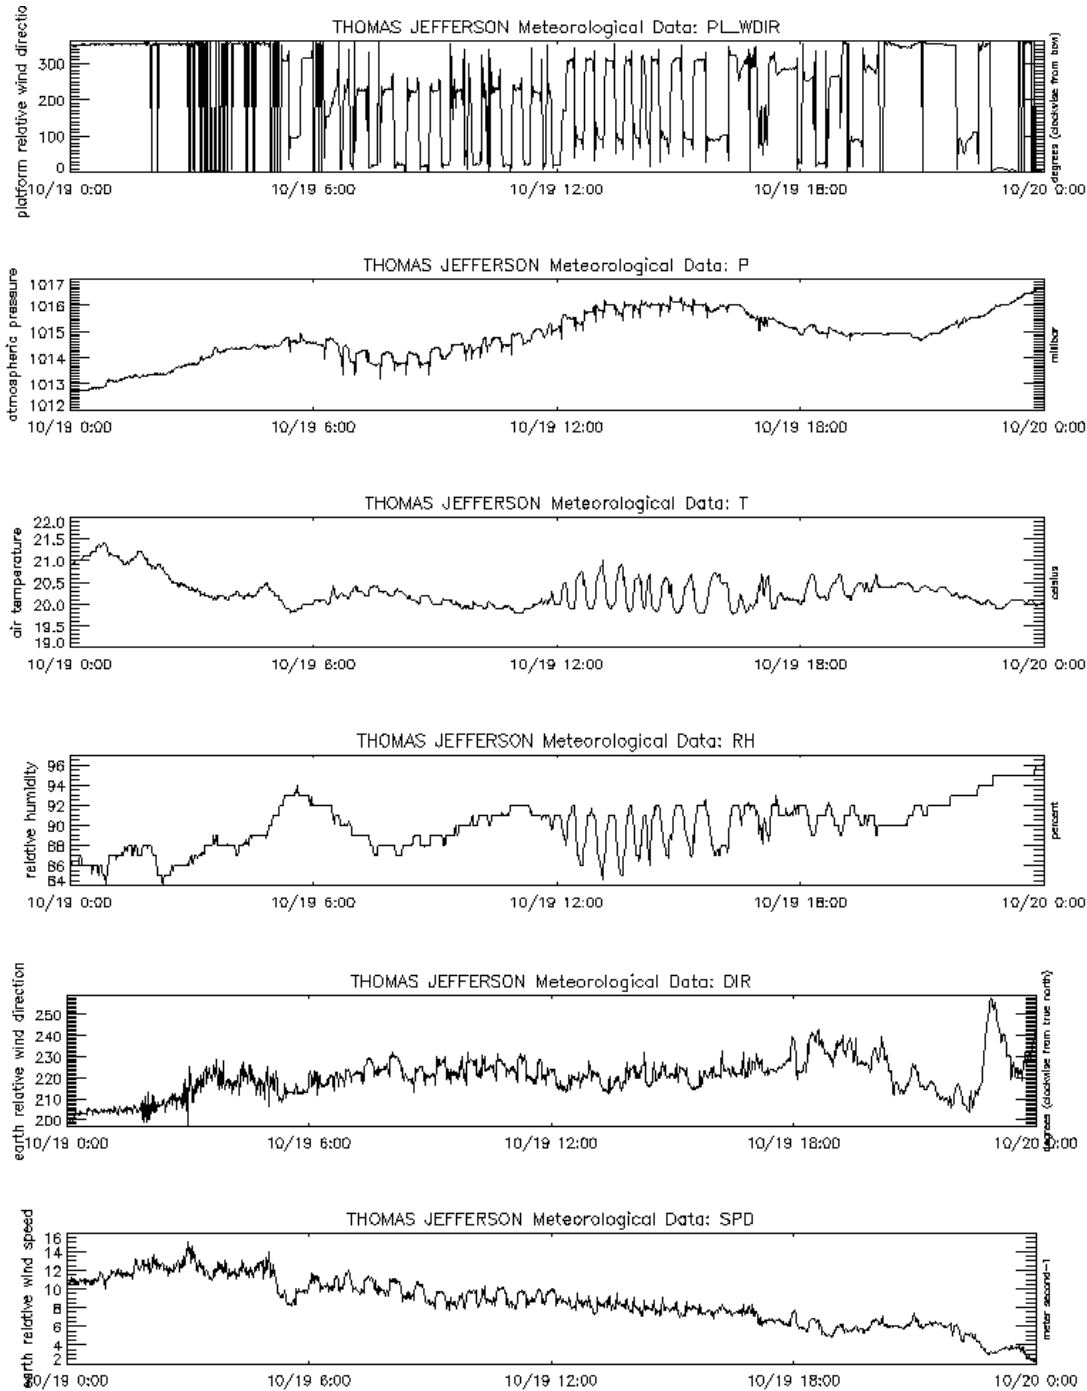 THOMAS JEFFERSON Meteorological Data: PL_WDIR
platform relative wind directio
300
200
100
0
degrees (clockwise from bow)
10/19 0:00 10/19 6:00 10/19 12:00 10/19 18:00 10/20 0:00
THOMAS JEFFERSON Meteorological Data: P
atmospheric pressure
1017
1016
1015
1014
1013
1012
millibar
10/19 0:00 10/19 6:00 10/19 12:00 10/19 18:00 10/20 0:00
THOMAS JEFFERSON Meteorological Data: T
air temperature
22.0
21.5
21.0
20.5
20.0
19.5
19.0
celsius
10/19 0:00 10/19 6:00 10/19 12:00 10/19 18:00 10/20 0:00
THOMAS JEFFERSON Meteorological Data: RH
relative humidity
96
94
92
90
88
86
84
percent
10/19 0:00 10/19 6:00 10/19 12:00 10/19 18:00 10/20 0:00
THOMAS JEFFERSON Meteorological Data: DIR
earth relative wind direction
250
240
230
220
210
200
degrees (clockwise from true north)
10/19 0:00 10/19 6:00 10/19 12:00 10/19 18:00 10/20 0:00
THOMAS JEFFERSON Meteorological Data: SPD
earth relative wind speed
16
14
12
10
8
6
4
2
meter second-1
10/19 0:00 10/19 6:00 10/19 12:00 10/19 18:00 10/20 0:00